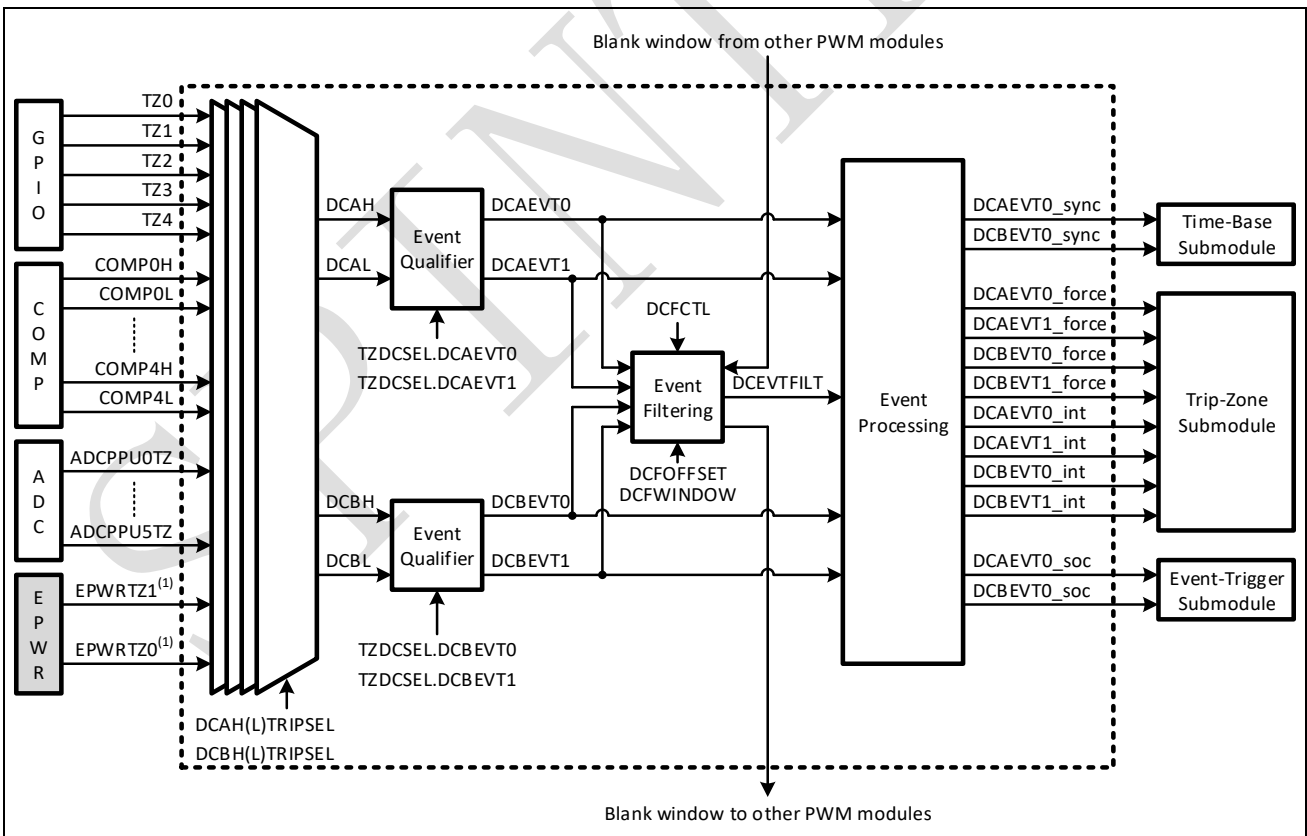 Blank window from other PWM modules
GPIO
TZ0
TZ1
TZ2
TZ3
TZ4
COMP
COMP0H
COMP0L
COMP4H
COMP4L
ADC
ADCPPU0TZ
ADCPPU5TZ
EPWR
EPWRTZ1(1)
EPWRTZ0(1)
DCAH(L)TRIPSEL
DCBH(L)TRIPSEL
DCAH
DCAL
DCBH
DCBL
Event
Qualifier
TZDCSEL.DCAEVT0
TZDCSEL.DCAEVT1
Event
Qualifier
TZDCSEL.DCBEVT0
TZDCSEL.DCBEVT1
DCAEVT0
DCAEVT1
DCBEVT0
DCBEVT1
DCFCTL
Event
Filtering
DCFOFFSET
DCFWINDOW
DCEVTFILT
Event
Processing
DCAEVT0_sync
DCBEVT0_sync
DCAEVT0_force
DCAEVT1_force
DCBEVT0_force
DCBEVT1_force
DCAEVT0_int
DCAEVT1_int
DCBEVT0_int
DCBEVT1_int
DCAEVT0_soc
DCBEVT0_soc
Time-Base
Submodule
Trip-Zone
Submodule
Event-Trigger
Submodule
Blank window to other PWM modules